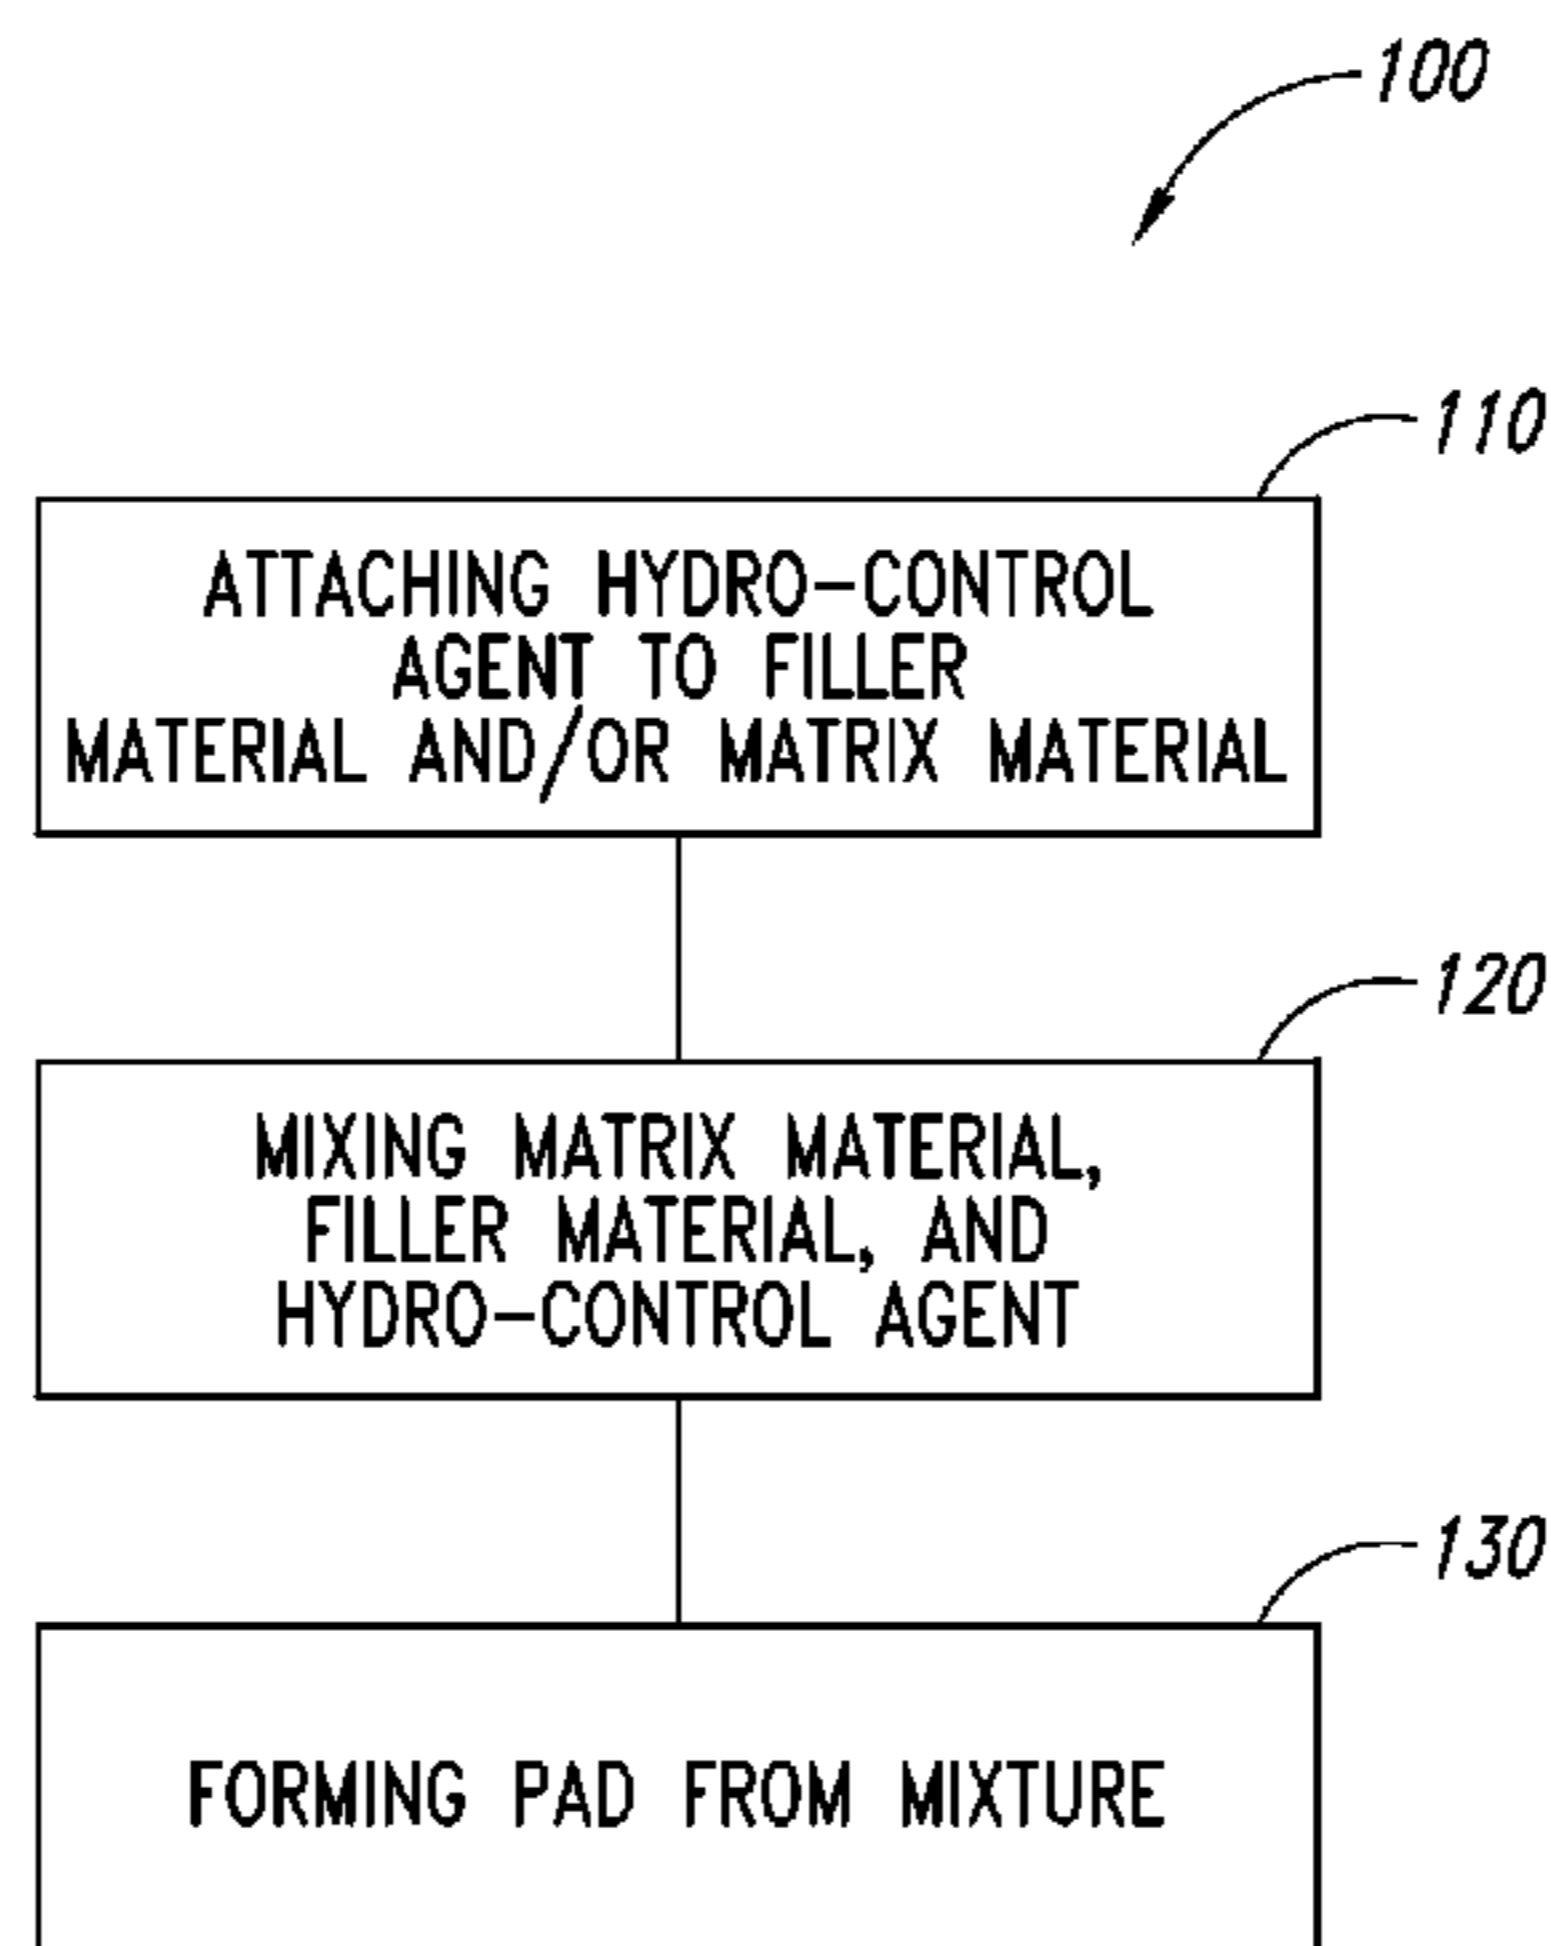 100
110
ATTACHING HYDRO-CONTROL
AGENT TO FILLER
MATERIAL AND/OR MATRIX MATERIAL
120
MIXING MATRIX MATERIAL,
FILLER MATERIAL, AND
HYDRO-CONTROL AGENT
130
FORMING PAD FROM MIXTURE